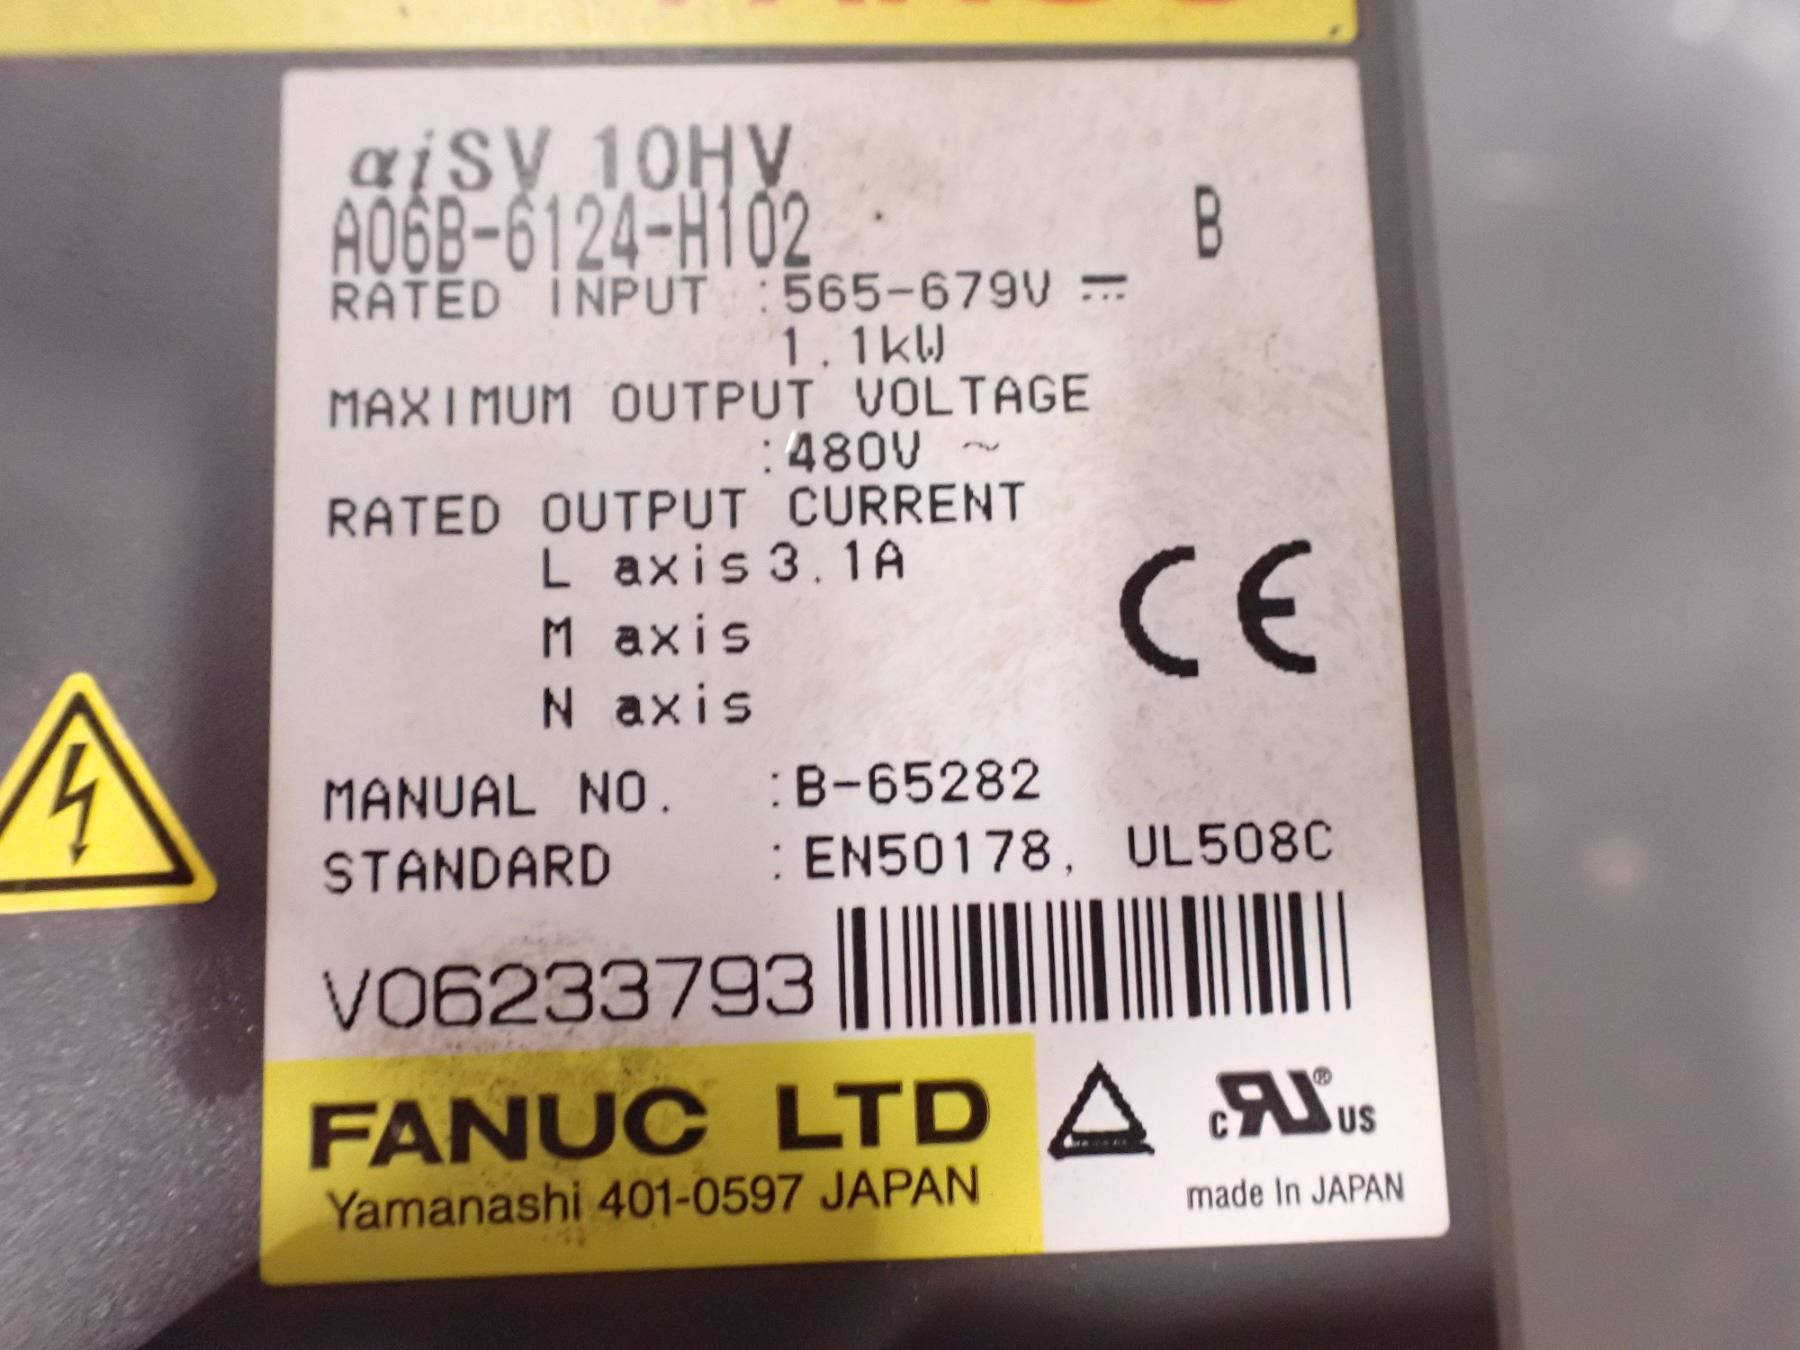 FANUC
αiSV 10HV
A06B-6124-H102 B
RATED INPUT :565-679V ⎓
1.1kW
MAXIMUM OUTPUT VOLTAGE
:480V ~
RATED OUTPUT CURRENT
L axis 3.1A
M axis
N axis
CE
MANUAL NO. :B-65282
STANDARD :EN50178, UL508C
V06233793
FANUC LTD
Yamanashi 401-0597 JAPAN
c RU ® US
made In JAPAN